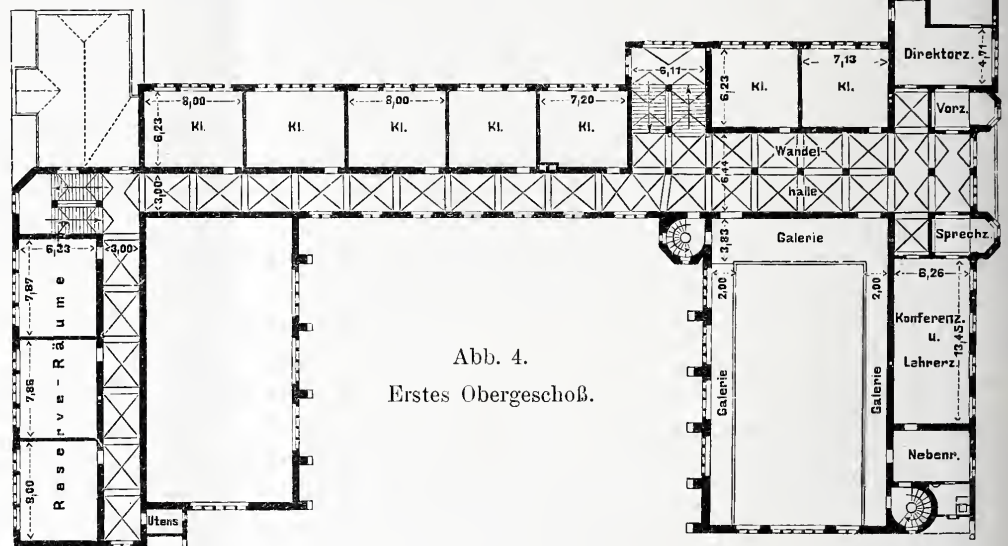 Direktorz.
4,71
6,11
6,23
7,13
Kl.
Kl.
Vorz.
8,00
8,00
7,20
6,23
Kl.
Kl.
Kl.
Kl.
Kl.
Wandel-
halle
6,44
3,00
Galerie
3,83
Sprechz.
6,33
3,00
2,00
2,00
6,26
7,87
7,86
8,00
Reserve-Räume
Konferenz.
u.
Lehrerz.
13,45
Galerie
Galerie
Abb. 4.
Erstes Obergeschoß.
Nebenr.
Utens